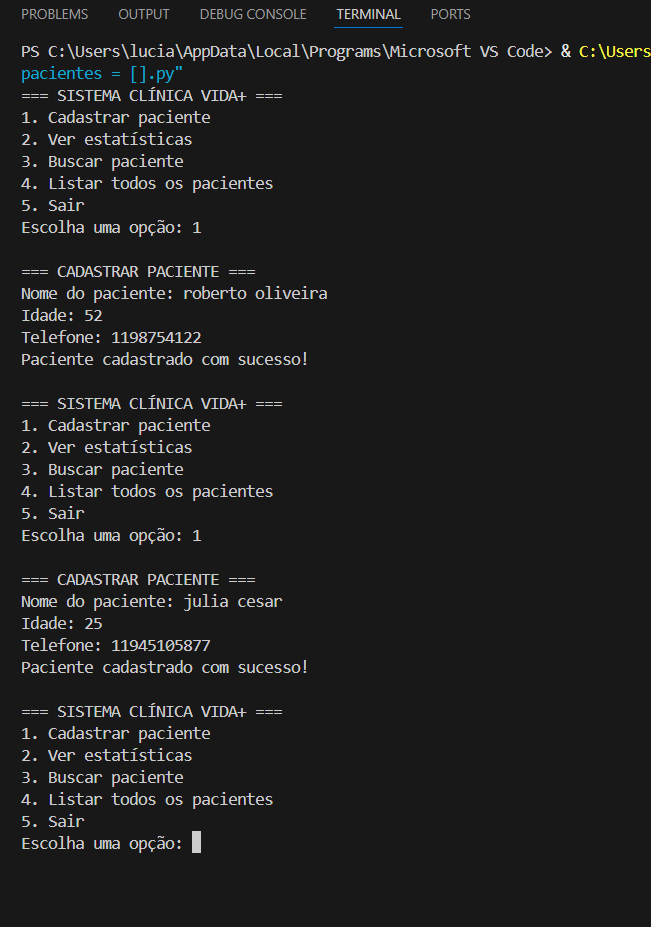 PROBLEMS OUTPUT DEBUG CONSOLE TERMINAL PORTS
PS C:\Users\lucia\AppData\Local\Programs\Microsoft VS Code> & C:\Users
pacientes = [].py"
=== SISTEMA CLÍNICA VIDA+ ===
1. Cadastrar paciente
2. Ver estatísticas
3. Buscar paciente
4. Listar todos os pacientes
5. Sair
Escolha uma opção: 1
=== CADASTRAR PACIENTE ===
Nome do paciente: roberto oliveira
Idade: 52
Telefone: 1198754122
Paciente cadastrado com sucesso!
=== SISTEMA CLÍNICA VIDA+ ===
1. Cadastrar paciente
2. Ver estatísticas
3. Buscar paciente
4. Listar todos os pacientes
5. Sair
Escolha uma opção: 1
=== CADASTRAR PACIENTE ===
Nome do paciente: julia cesar
Idade: 25
Telefone: 11945105877
Paciente cadastrado com sucesso!
=== SISTEMA CLÍNICA VIDA+ ===
1. Cadastrar paciente
2. Ver estatísticas
3. Buscar paciente
4. Listar todos os pacientes
5. Sair
Escolha uma opção: